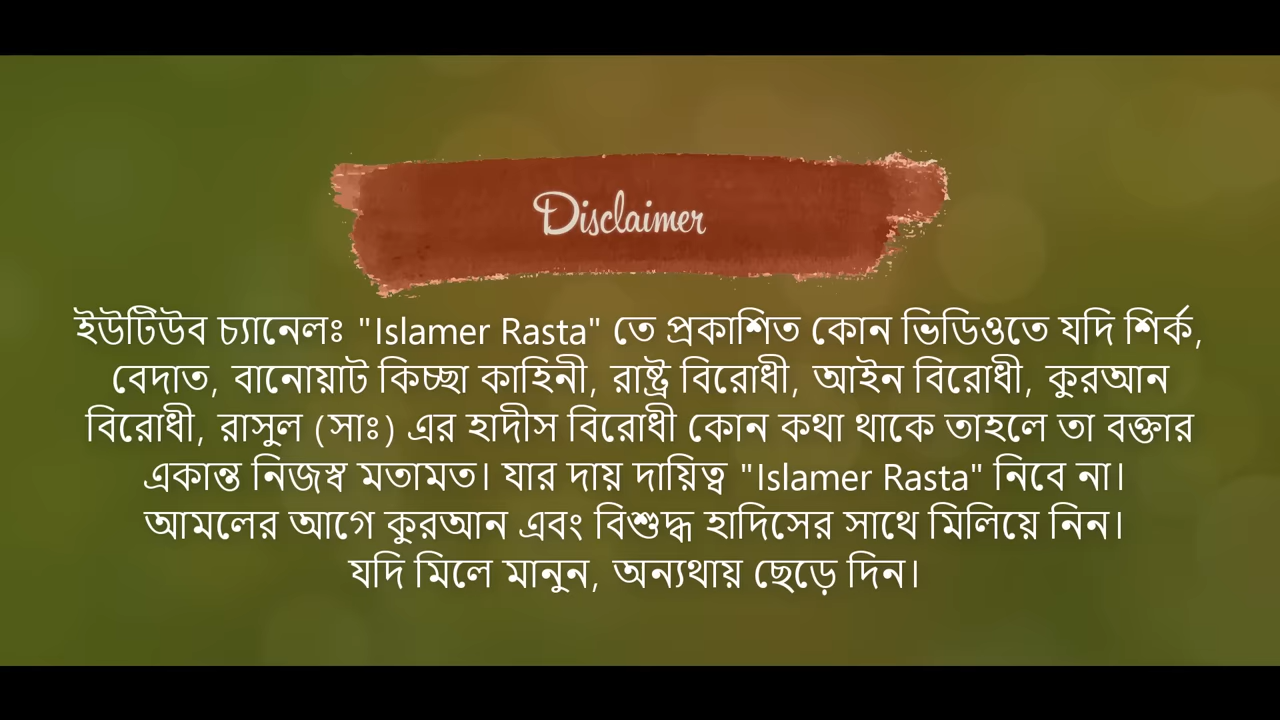 Disclaimer
ইউটিউব চ্যানেলঃ "Islamer Rasta" তে প্রকাশিত কোন ভিডিওতে যদি শির্ক,
বেদাত, বানোয়াট কিচ্ছা কাহিনী, রাষ্ট্র বিরোধী, আইন বিরোধী, কুরআন
বিরোধী, রাসুল (সাঃ) এর হাদীস বিরোধী কোন কথা থাকে তাহলে তা বক্তার
একান্ত নিজস্ব মতামত। যার দায় দায়িত্ব "Islamer Rasta" নিবে না।
আমলের আগে কুরআন এবং বিশুদ্ধ হাদিসের সাথে মিলিয়ে নিন।
যদি মিলে মানুন, অন্যথায় ছেড়ে দিন।